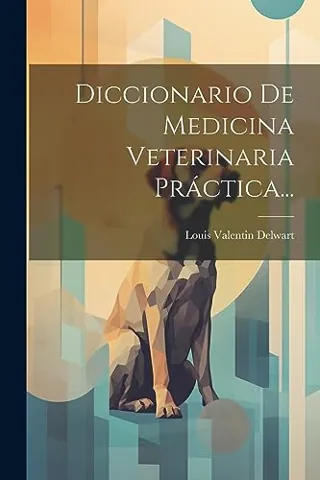 Diccionario De
Medicina
Veterinaria
Práctica...
Louis Valentin Delwart